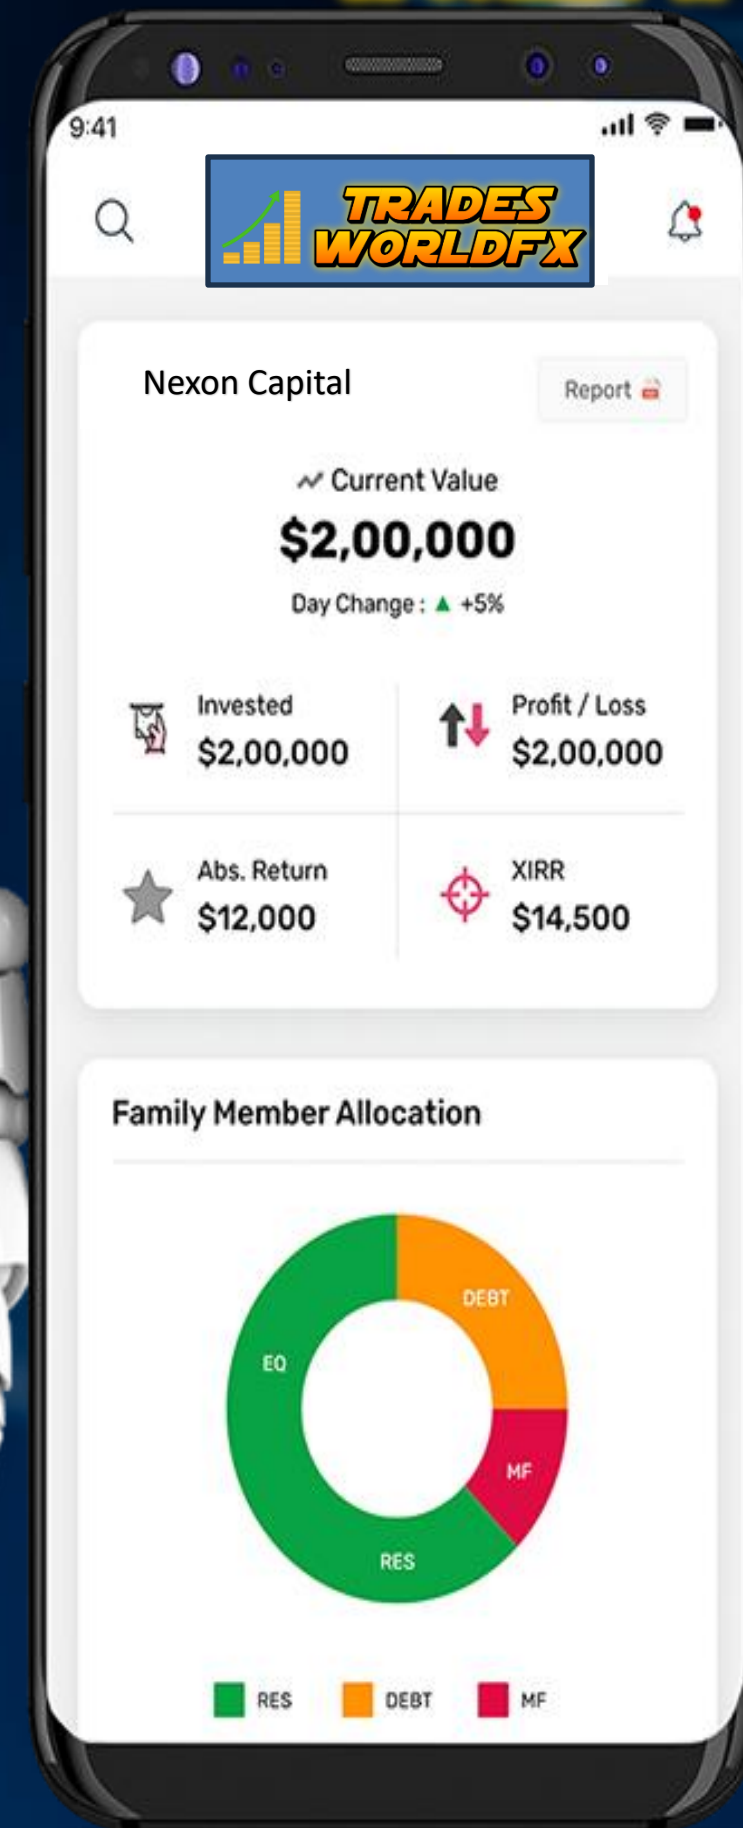 9:41
TRADES
WORLDFX
Nexon Capital
Report
Current Value
$2,00,000
Day Change : ▲ +5%
Invested
$2,00,000
Profit / Loss
$2,00,000
Abs. Return
$12,000
XIRR
$14,500
Family Member Allocation
DEBT
EQ
MF
RES
RES
DEBT
MF